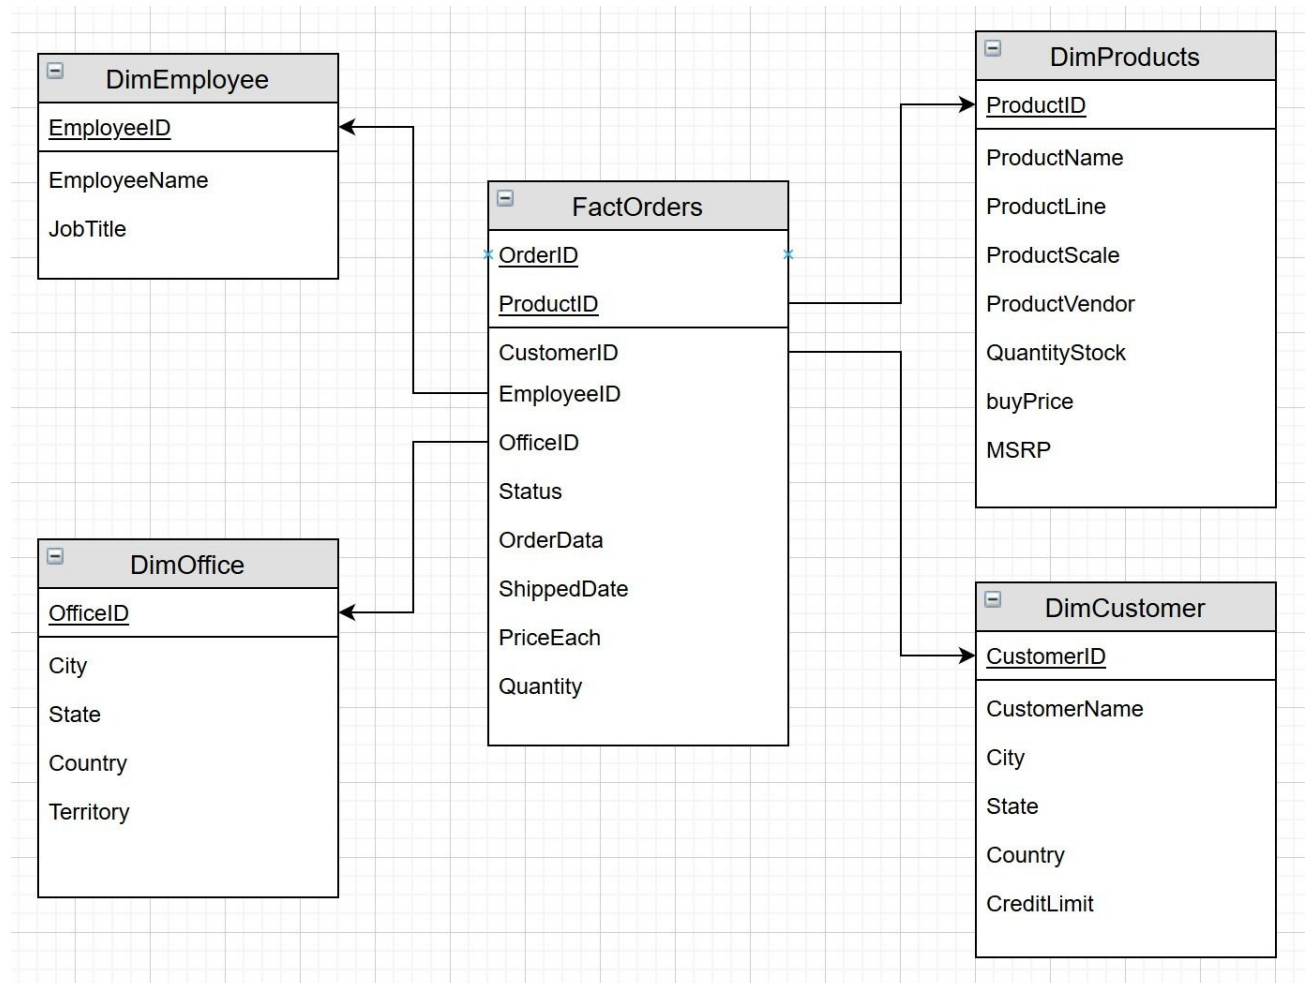 DimEmployee
EmployeeID
EmployeeName
JobTitle
DimOffice
OfficeID
City
State
Country
Territory
FactOrders
OrderID
ProductID
CustomerID
EmployeeID
OfficeID
Status
OrderData
ShippedDate
PriceEach
Quantity
DimProducts
ProductID
ProductName
ProductLine
ProductScale
ProductVendor
QuantityStock
buyPrice
MSRP
DimCustomer
CustomerID
CustomerName
City
State
Country
CreditLimit